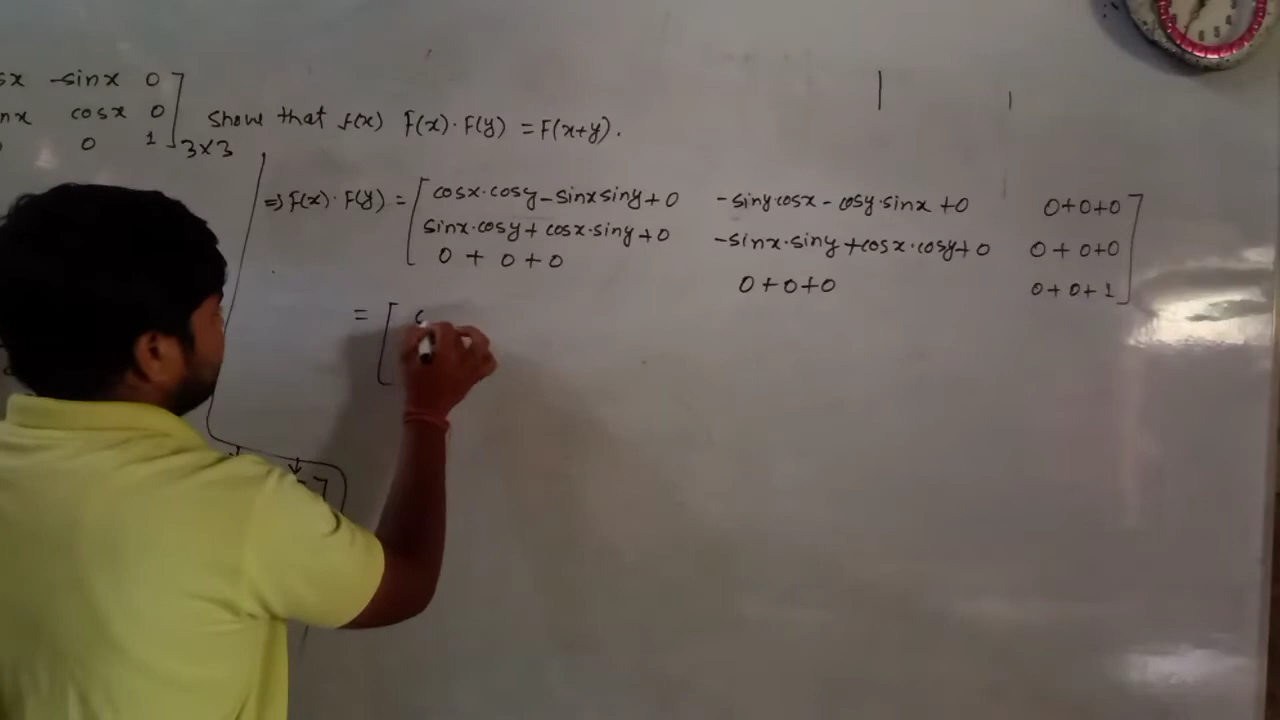 sx -sinx 0
nx cosx 0
0 1 3×3
Show that f(x) F(x)·F(y) = F(x+y).
⇒ F(x)·F(y) = [ cosx·cosy - sinxsiny + 0 -siny·cosx - cosy·sinx + 0 0+0+0 ]
sinx·cosy + cosx·siny + 0 -sinx·siny + cosx·cosy + 0 0 + 0+0
0 + 0 + 0 0+0+0 0+0+1
= [ c